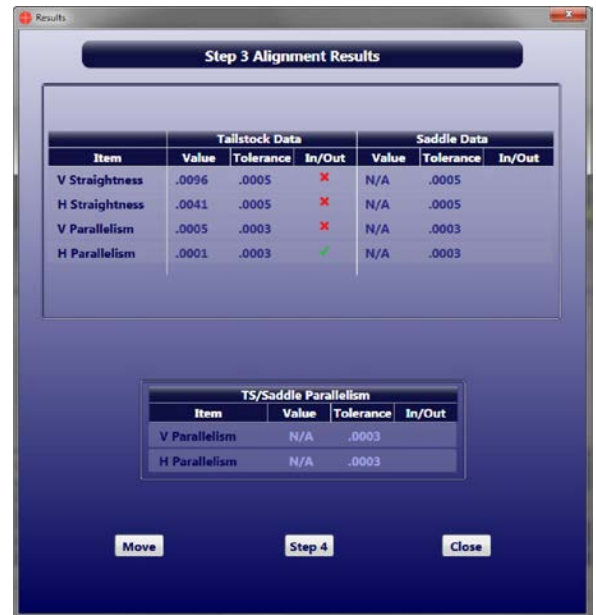 Results
x
Step 3 Alignment Results
Tailstock Data Saddle Data
Item Value Tolerance In/Out Value Tolerance In/Out
V Straightness .0096 .0005 ✖ N/A .0005
H Straightness .0041 .0005 ✖ N/A .0005
V Parallelism .0005 .0003 ✖ N/A .0003
H Parallelism .0001 .0003 ✓ N/A .0003
TS/Saddle Parallelism
Item Value Tolerance In/Out
V Parallelism N/A .0003
H Parallelism N/A .0003
Move Step 4 Close